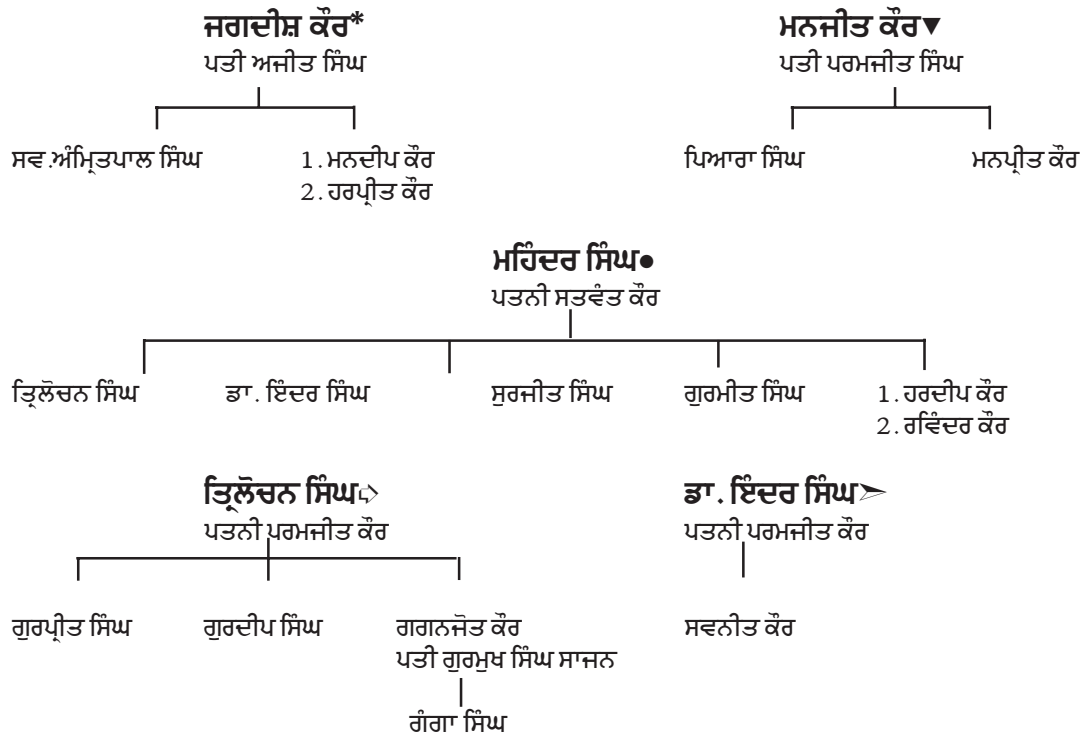 ਜਗਦੀਸ਼ ਕੌਰ* ਮਨਜੀਤ ਕੌਰ▼
ਪਤੀ ਅਜੀਤ ਸਿੰਘ ਪਤੀ ਪਰਮਜੀਤ ਸਿੰਘ
ਸਵ.ਅੰਮ੍ਰਿਤਪਾਲ ਸਿੰਘ 1.ਮਨਦੀਪ ਕੌਰ ਪਿਆਰਾ ਸਿੰਘ ਮਨਪ੍ਰੀਤ ਕੌਰ
2.ਹਰਪ੍ਰੀਤ ਕੌਰ
ਮਹਿੰਦਰ ਸਿੰਘ●
ਪਤਨੀ ਸਤਵੰਤ ਕੌਰ
ਤ੍ਰਿਲੋਚਨ ਸਿੰਘ ਡਾ.ਇੰਦਰ ਸਿੰਘ ਸੁਰਜੀਤ ਸਿੰਘ ਗੁਰਮੀਤ ਸਿੰਘ 1.ਹਰਦੀਪ ਕੌਰ
2.ਰਵਿੰਦਰ ਕੌਰ
ਤ੍ਰਿਲੋਚਨ ਸਿੰਘ➪ ਡਾ.ਇੰਦਰ ਸਿੰਘ➣
ਪਤਨੀ ਪਰਮਜੀਤ ਕੌਰ ਪਤਨੀ ਪਰਮਜੀਤ ਕੌਰ
ਗੁਰਪ੍ਰੀਤ ਸਿੰਘ ਗੁਰਦੀਪ ਸਿੰਘ ਗਗਨਜੋਤ ਕੌਰ ਸਵਨੀਤ ਕੌਰ
ਪਤੀ ਗੁਰਮੁਖ ਸਿੰਘ ਸਾਜਨ
ਗੰਗਾ ਸਿੰਘ